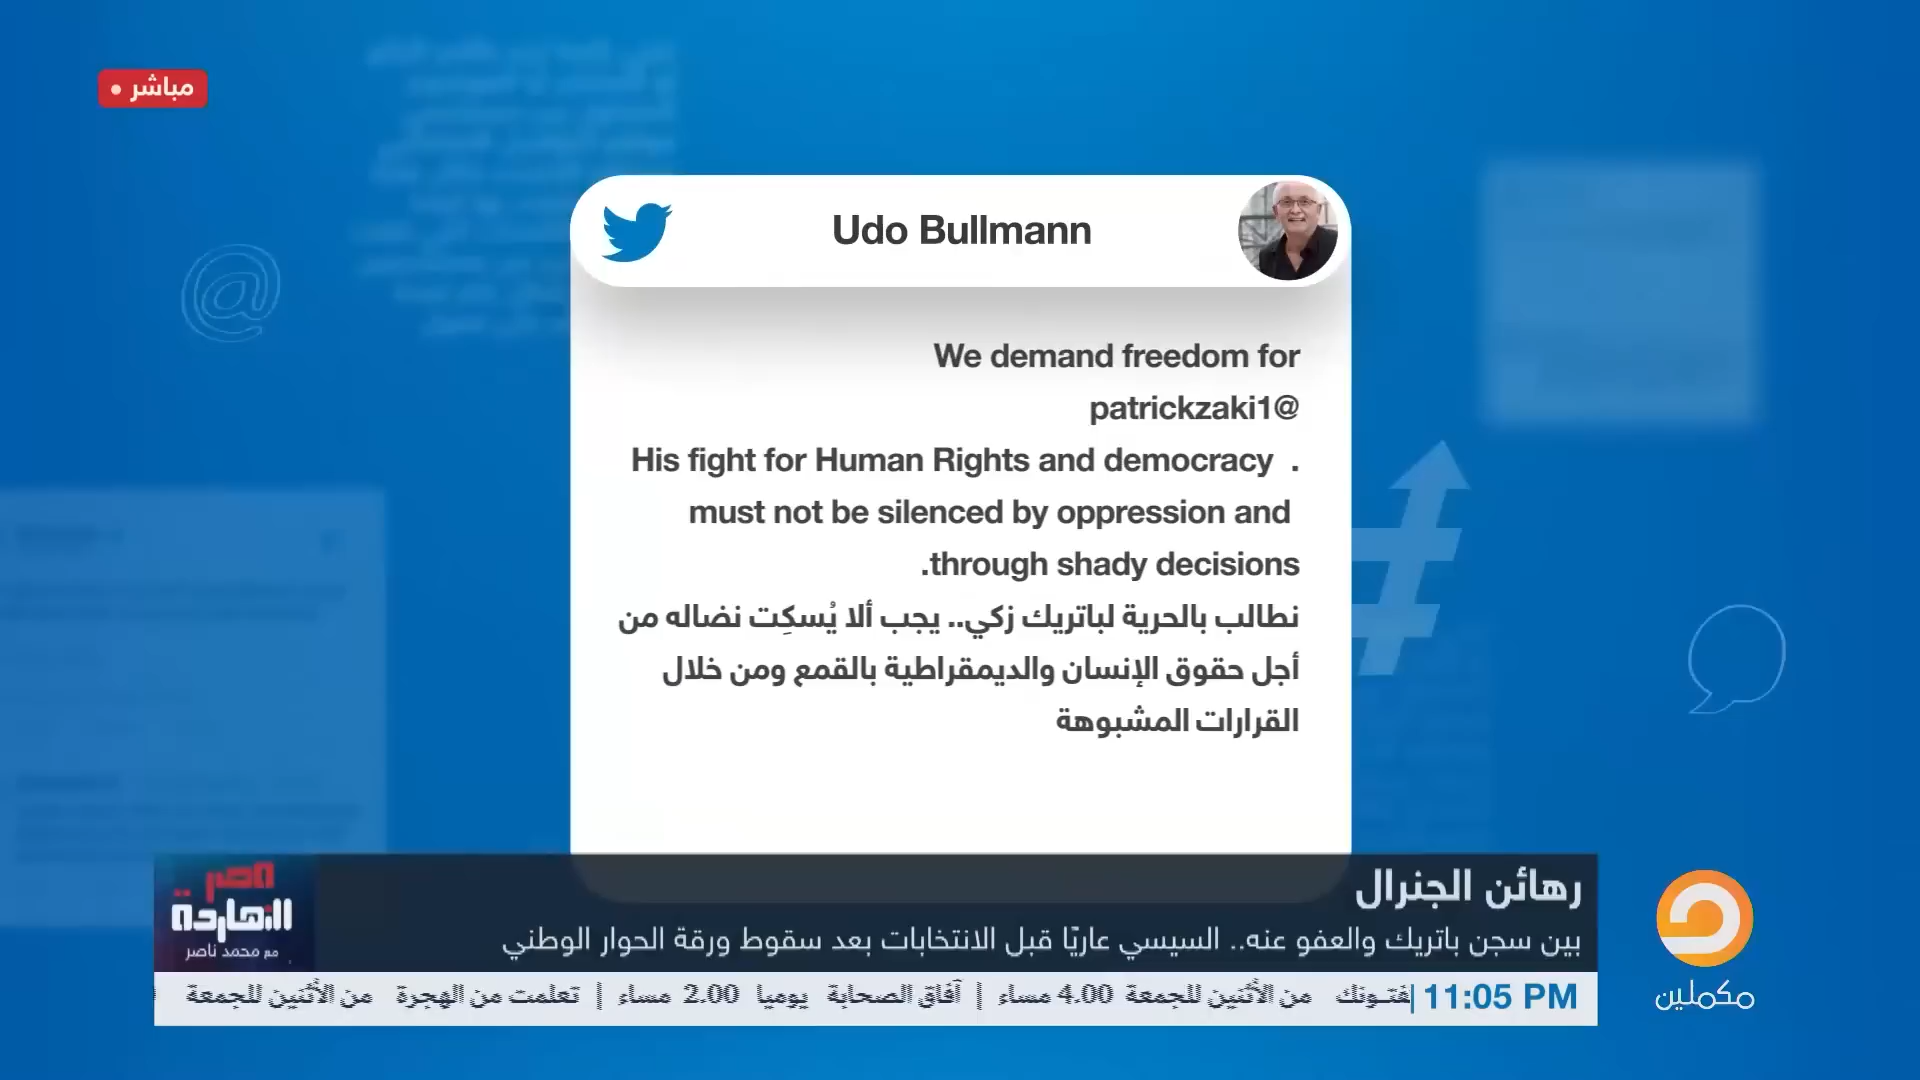 مباشر
Udo Bullmann
We demand freedom for
patrickzaki1@
His fight for Human Rights and democracy .
must not be silenced by oppression and
.through shady decisions
نطالب بالحرية لباتريك زكي.. يجب ألا يُسكِت نضاله من
أجل حقوق الإنسان والديمقراطية بالقمع ومن خلال
القرارات المشبوهة
رهائن الجنرال
بين سجن باتريك والعفو عنه.. السيسي عاريًا قبل الانتخابات بعد سقوط ورقة الحوار الوطني
مصر
النهاردة
مع محمد ناصر
11:05 PM
من الأثنين للجمعة 4.00 مساء | آفاق الصحابة يوميا 2.00 مساء | تعلمت من الهجرة من الأثنين للجمعة
مكملين